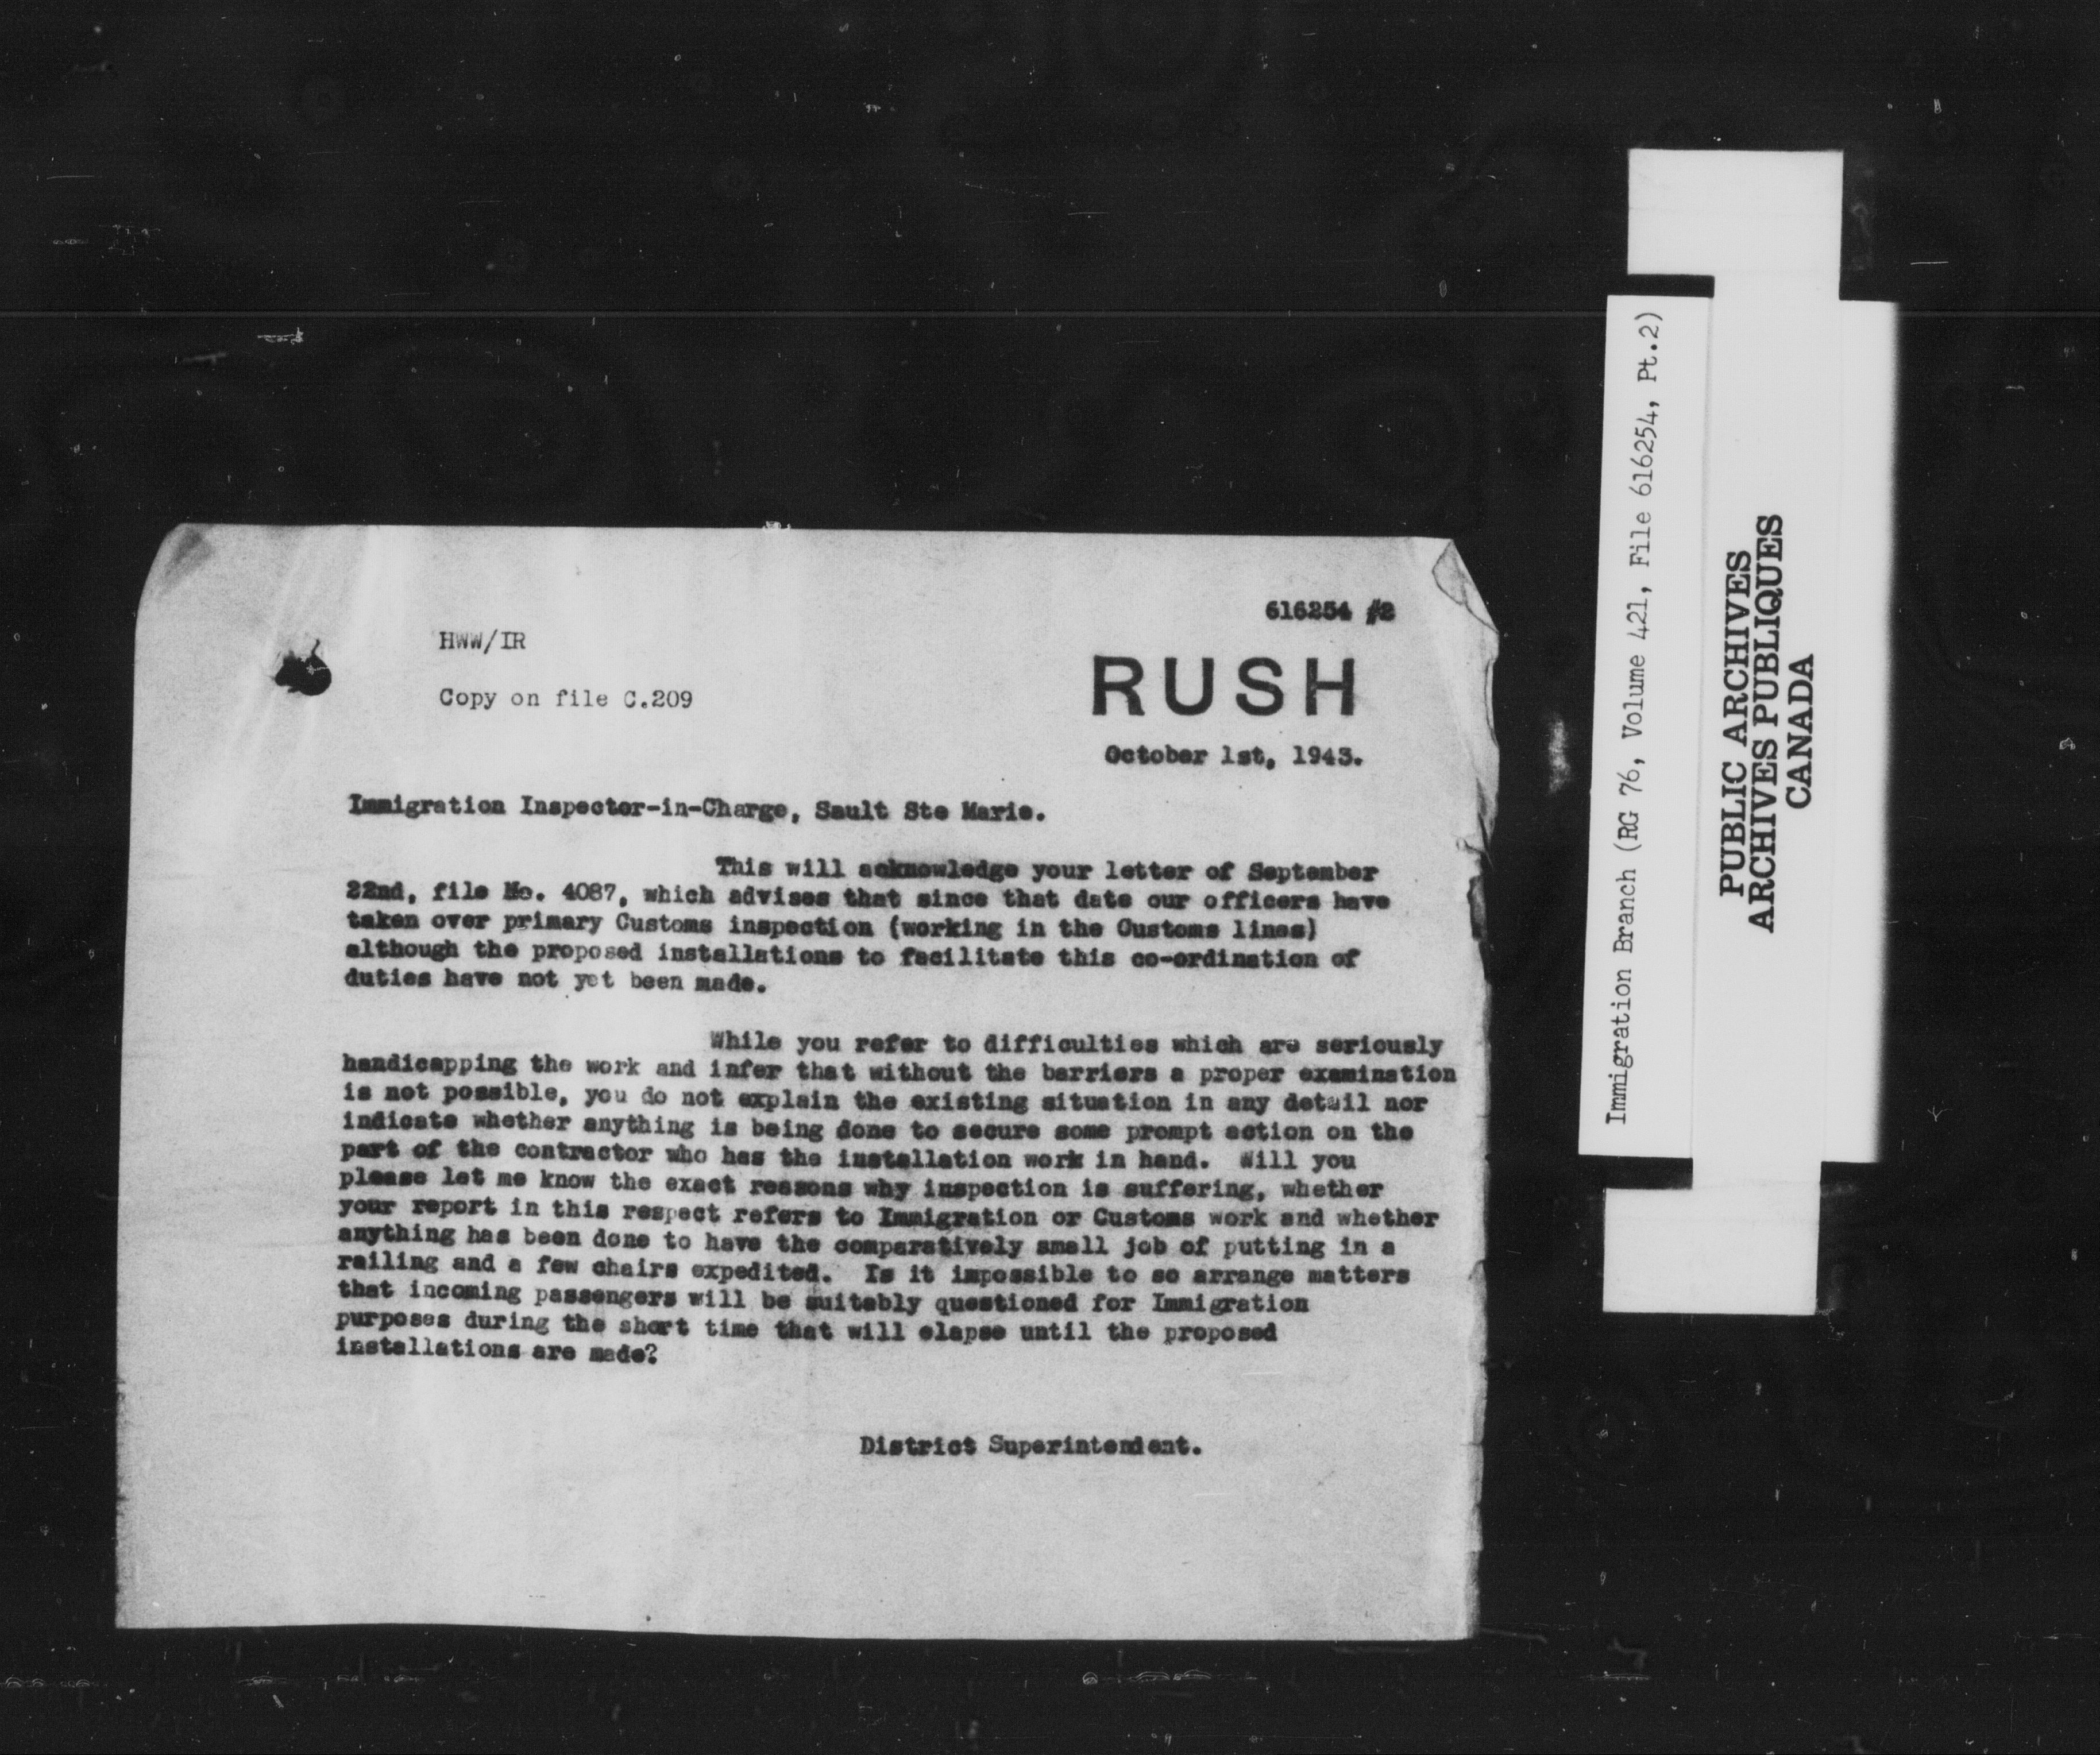 616254 #2
HWW/IR
RUSH
Copy on file C.209
October 1st, 1943.
Immigration Inspector-in-Charge, Sault Ste Marie.
This will acknowledge your letter of September
22nd, file No. 4087, which advises that since that date our officers have
taken over primary Customs inspection (working in the Customs lines)
although the proposed installations to facilitate this co-ordination of
duties have not yet been made.
While you refer to difficulties which are seriously
handicapping the work and infer that without the barriers a proper examination
is not possible, you do not explain the existing situation in any detail nor
indicate whether anything is being done to secure some prompt action on the
part of the contractor who has the installation work in hand. Will you
please let me know the exact reasons why inspection is suffering, whether
your report in this respect refers to Immigration or Customs work and whether
anything has been done to have the comparatively small job of putting in a
railing and a few chairs expedited. Is it impossible to so arrange matters
that incoming passengers will be suitably questioned for Immigration
purposes during the short time that will elapse until the proposed
installations are made?
District Superintendent.
Immigration Branch (RG 76, Volume 421, File 616254, Pt.2)
PUBLIC ARCHIVES
ARCHIVES PUBLIQUES
CANADA